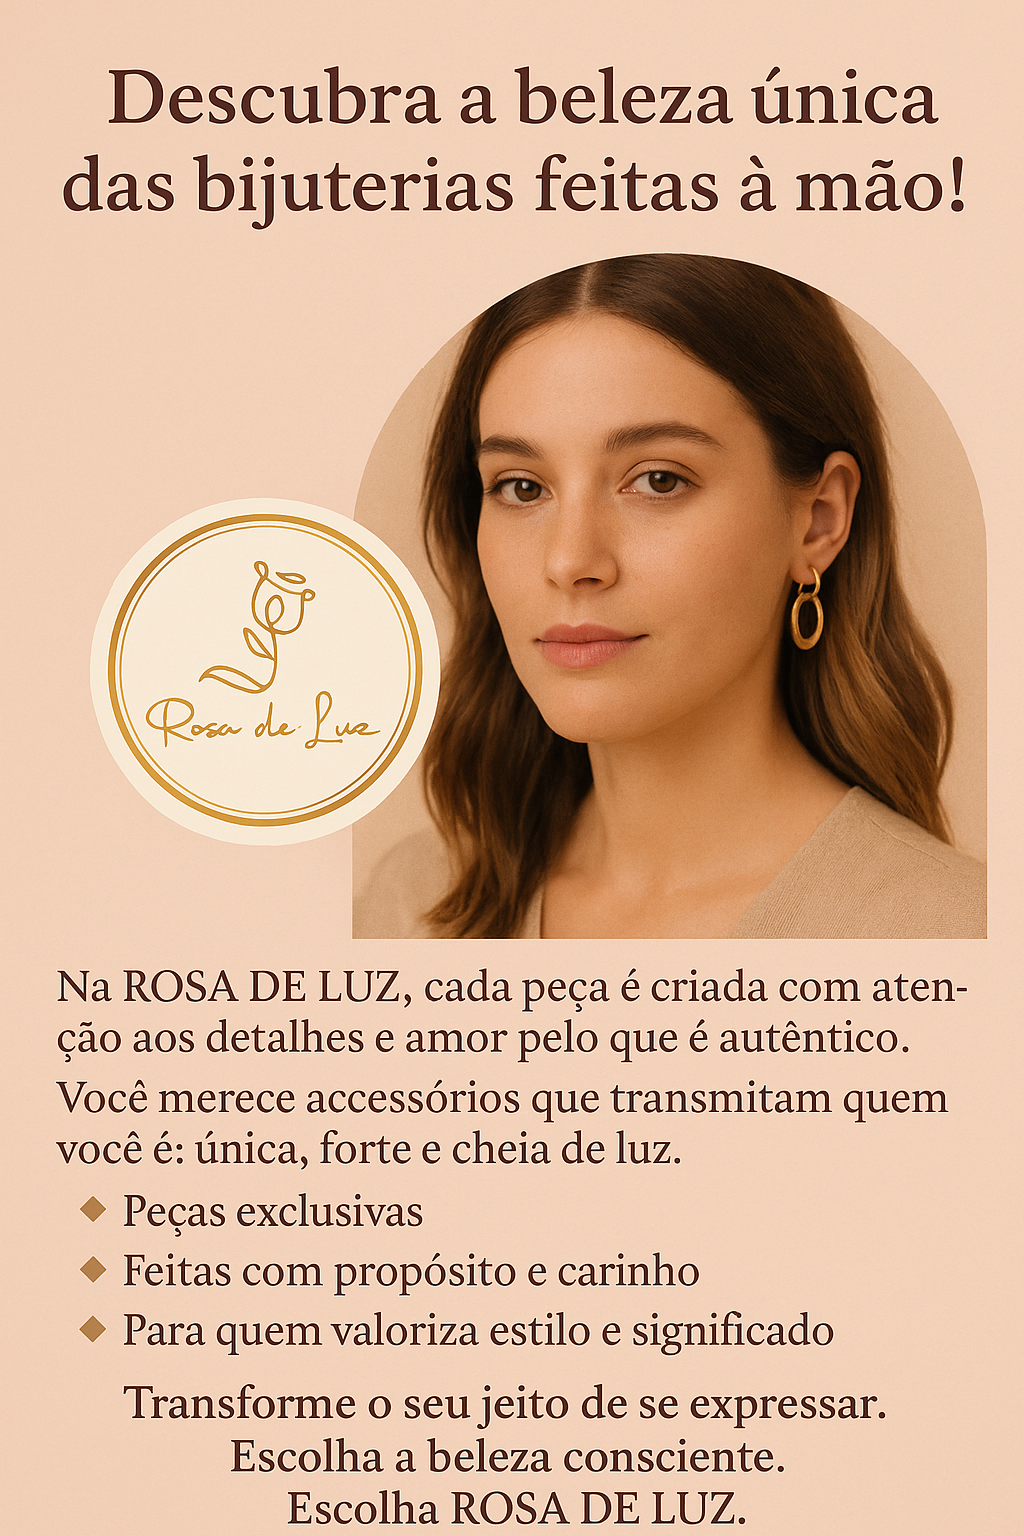 Descubra a beleza única
das bijuterias feitas à mão!
Rosa de Luz
Na ROSA DE LUZ, cada peça é criada com aten-
ção aos detalhes e amor pelo que é autêntico.
Você merece accessórios que transmitam quem
você é: única, forte e cheia de luz.
◆ Peças exclusivas
◆ Feitas com propósito e carinho
◆ Para quem valoriza estilo e significado
Transforme o seu jeito de se expressar.
Escolha a beleza consciente.
Escolha ROSA DE LUZ.